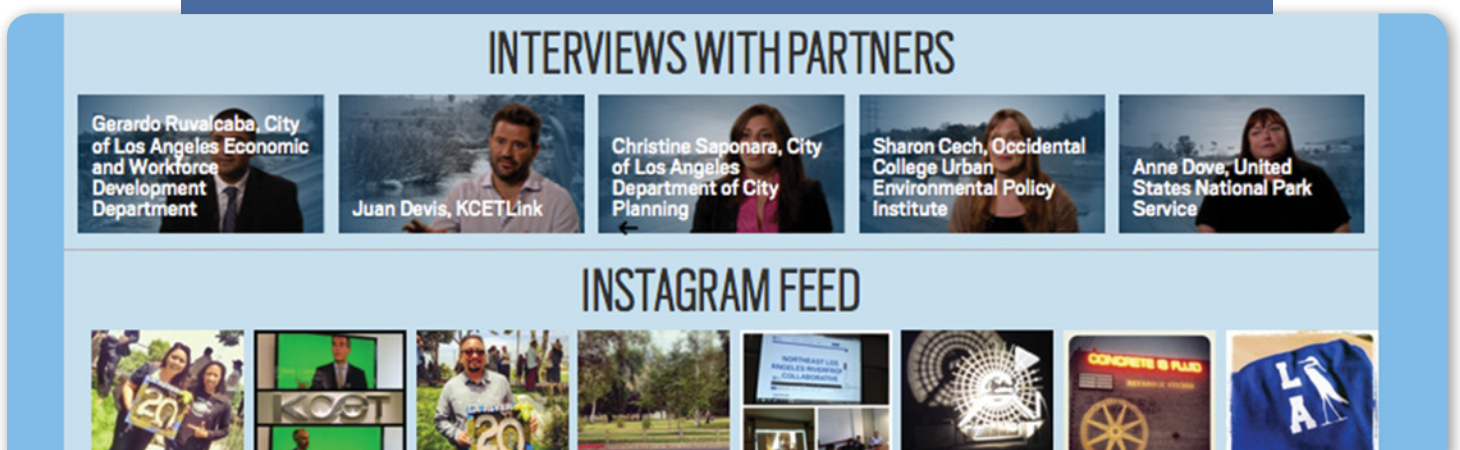 INTERVIEWS WITH PARTNERS
Gerardo Ruvalcaba, City
of Los Angeles Economic
and Workforce
Development
Department
Juan Devis, KCETLink
Christine Saponara, City
of Los Angeles
Department of City
Planning
Sharon Cech, Occidental
College Urban
Environmental Policy
Institute
Anne Dove, United
States National Park
Service
INSTAGRAM FEED
20
KCET
20
NORTHEAST LOS
ANGELES RIVERFRONT
COLLABORATIVE
CONCRETE IS FLUID
L
A